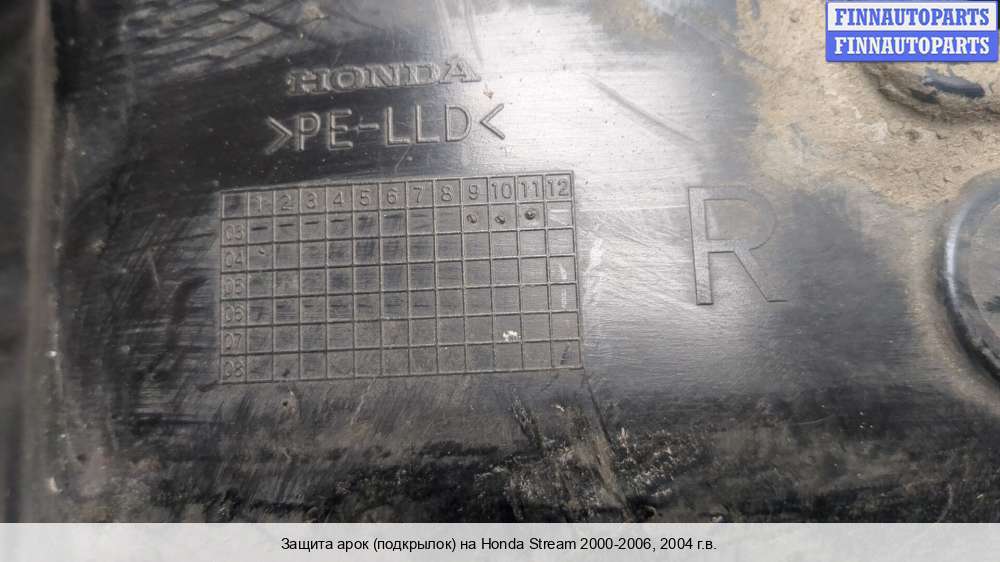 FINNAUTOPARTS
FINNAUTOPARTS
HONDA
>PE-LLD<
1 2 3 4 5 6 7 8 9 10 11 12
03
04
05
06
07
08
R
Защита арок (подкрылок) на Honda Stream 2000-2006, 2004 г.в.